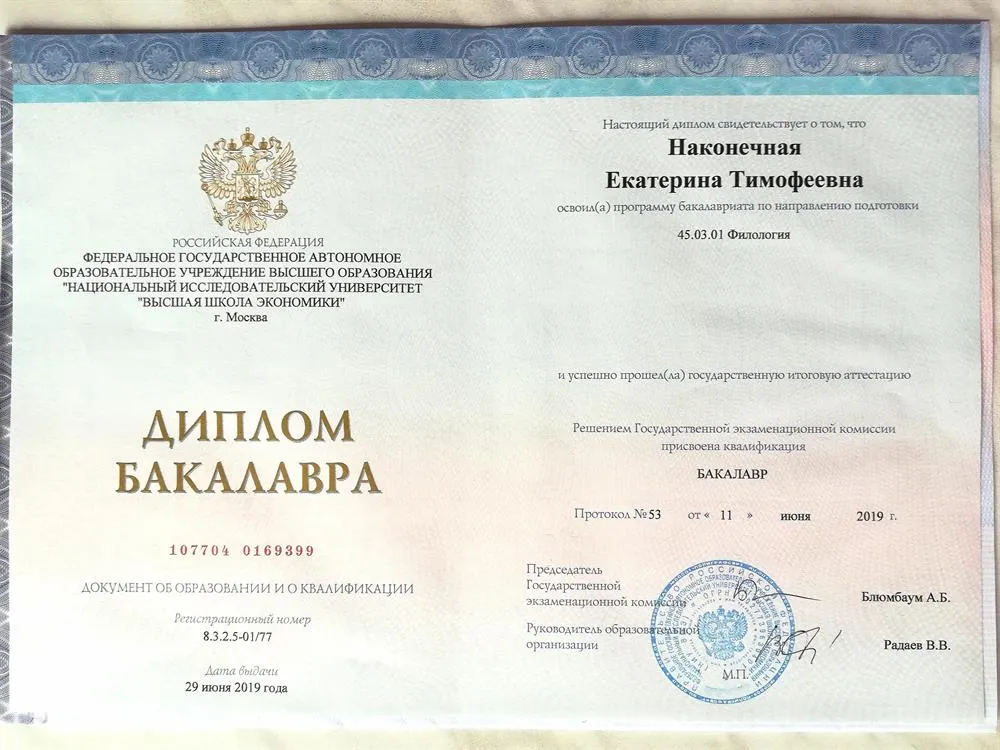 РОССИЙСКАЯ ФЕДЕРАЦИЯ
ФЕДЕРАЛЬНОЕ ГОСУДАРСТВЕННОЕ АВТОНОМНОЕ
ОБРАЗОВАТЕЛЬНОЕ УЧРЕЖДЕНИЕ ВЫСШЕГО ОБРАЗОВАНИЯ
"НАЦИОНАЛЬНЫЙ ИССЛЕДОВАТЕЛЬСКИЙ УНИВЕРСИТЕТ
"ВЫСШАЯ ШКОЛА ЭКОНОМИКИ"
г. Москва
ДИПЛОМ
БАКАЛАВРА
107704 0169399
ДОКУМЕНТ ОБ ОБРАЗОВАНИИ И О КВАЛИФИКАЦИИ
Регистрационный номер
8.3.2.5-01/77
Дата выдачи
29 июня 2019 года
Настоящий диплом свидетельствует о том, что
Наконечная
Екатерина Тимофеевна
освоил(а) программу бакалавриата по направлению подготовки
45.03.01 Филология
и успешно прошел(ла) государственную итоговую аттестацию
Решением Государственной экзаменационной комиссии
присвоена квалификация
БАКАЛАВР
Протокол № 53 от « 11 » июня 2019 г.
Председатель
Государственной
экзаменационной комиссии Блюмбаум А.Б.
Руководитель образовательной
организации Радаев В.В.
М.П.